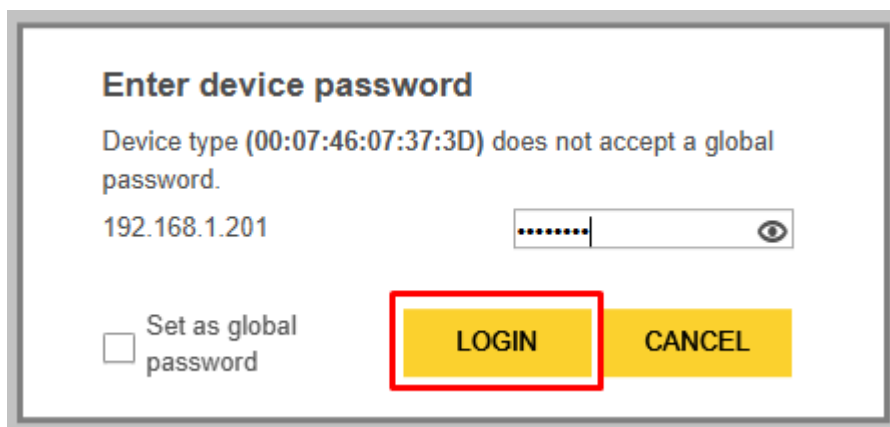 Enter device password
Device type (00:07:46:07:37:3D) does not accept a global
password.
192.168.1.201
••••••••
Set as global
password
LOGIN
CANCEL